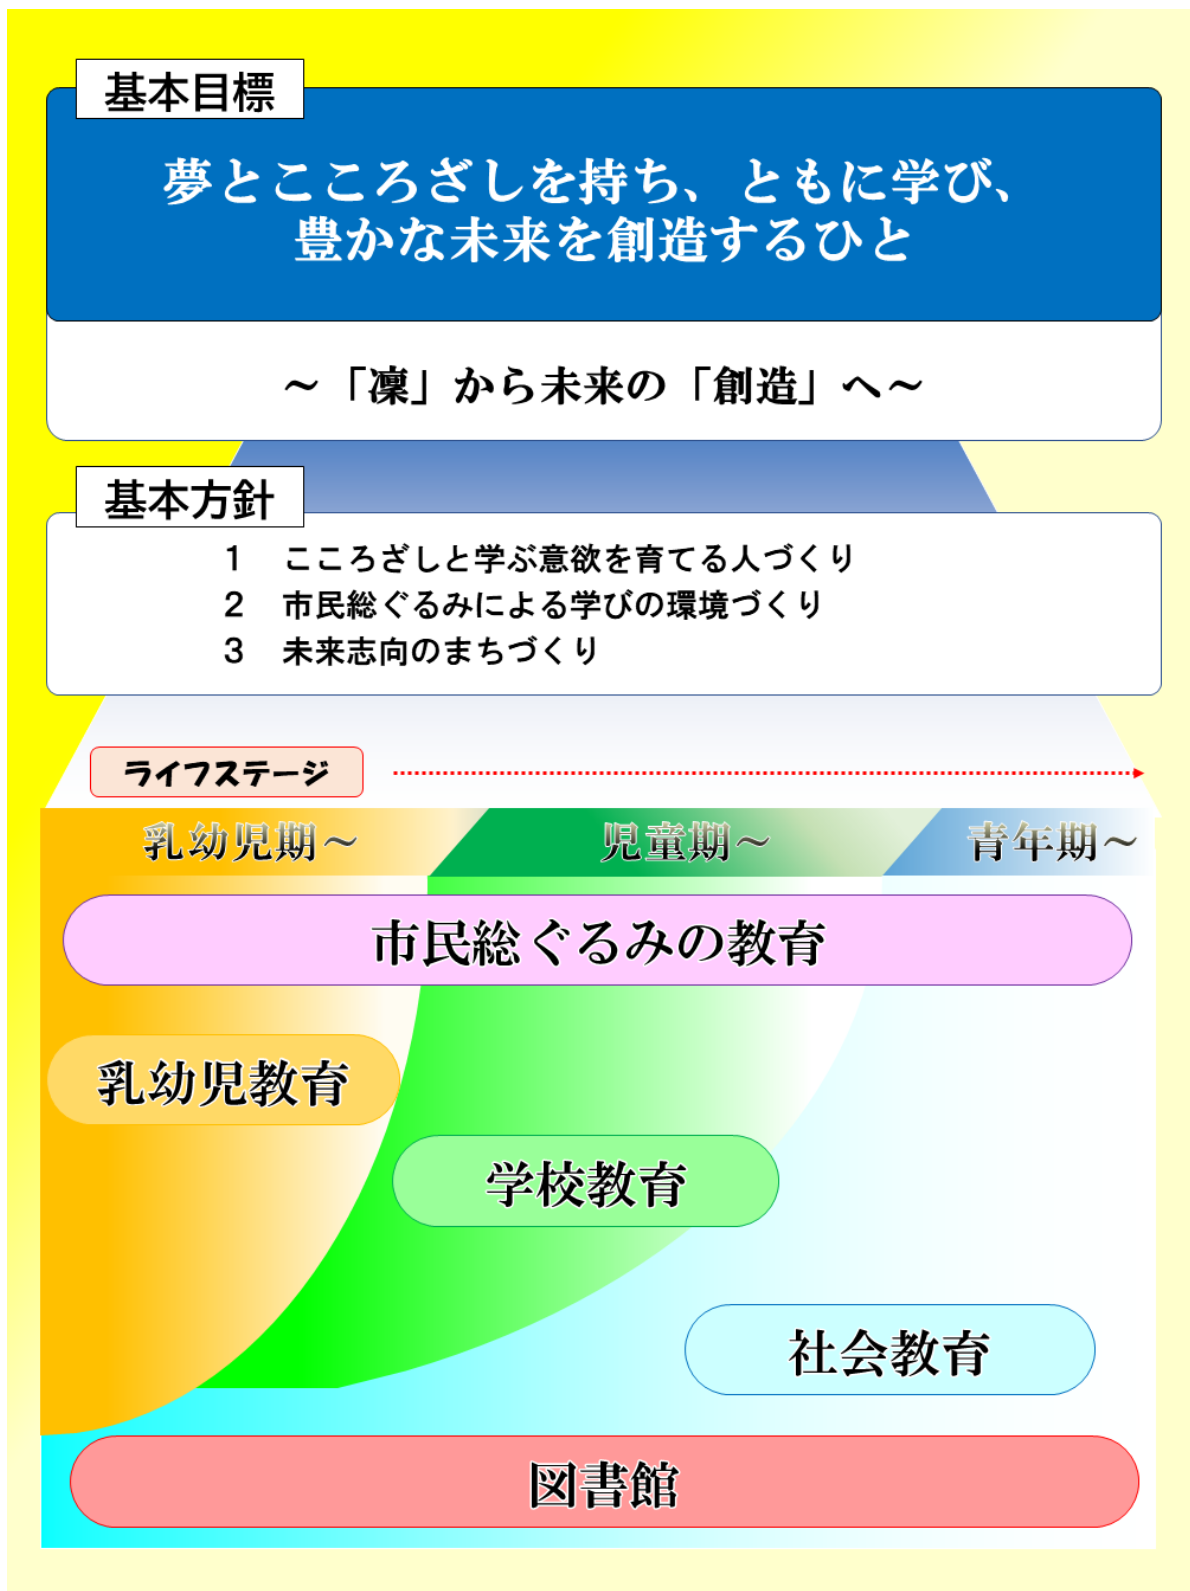 基本目標
夢とこころざしを持ち、ともに学び、
豊かな未来を創造するひと
～「凜」から未来の「創造」へ～
基本方針
１　こころざしと学ぶ意欲を育てる人づくり
２　市民総ぐるみによる学びの環境づくり
３　未来志向のまちづくり
ライフステージ
乳幼児期～　児童期～　青年期～
市民総ぐるみの教育
乳幼児教育
学校教育
社会教育
図書館